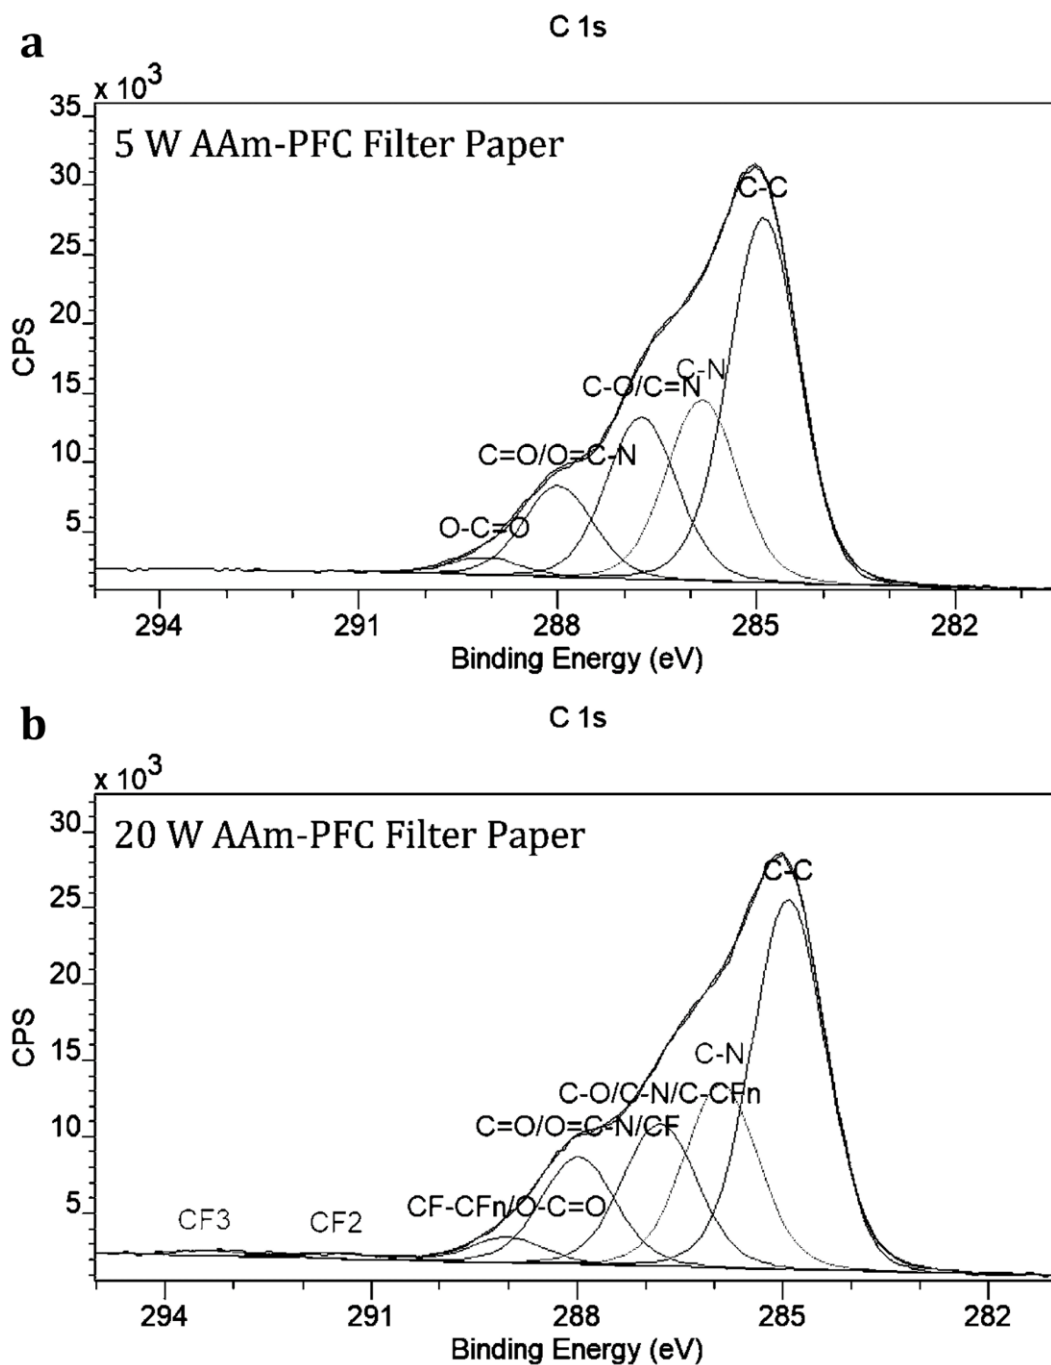 a
C 1s
x 10³
35
30
25
20
15
10
5
CPS
5 W AAm-PFC Filter Paper
C-C
C-N
C-O/C=N
C=O/O=C-N
O-C=O
294 291 288 285 282
Binding Energy (eV)
b
C 1s
x 10³
30
25
20
15
10
5
CPS
20 W AAm-PFC Filter Paper
C-C
C-N
C-O/C-N/C-CFn
C=O/O=C-N/CF
CF-CFn/O-C=O
CF3 CF2
294 291 288 285 282
Binding Energy (eV)